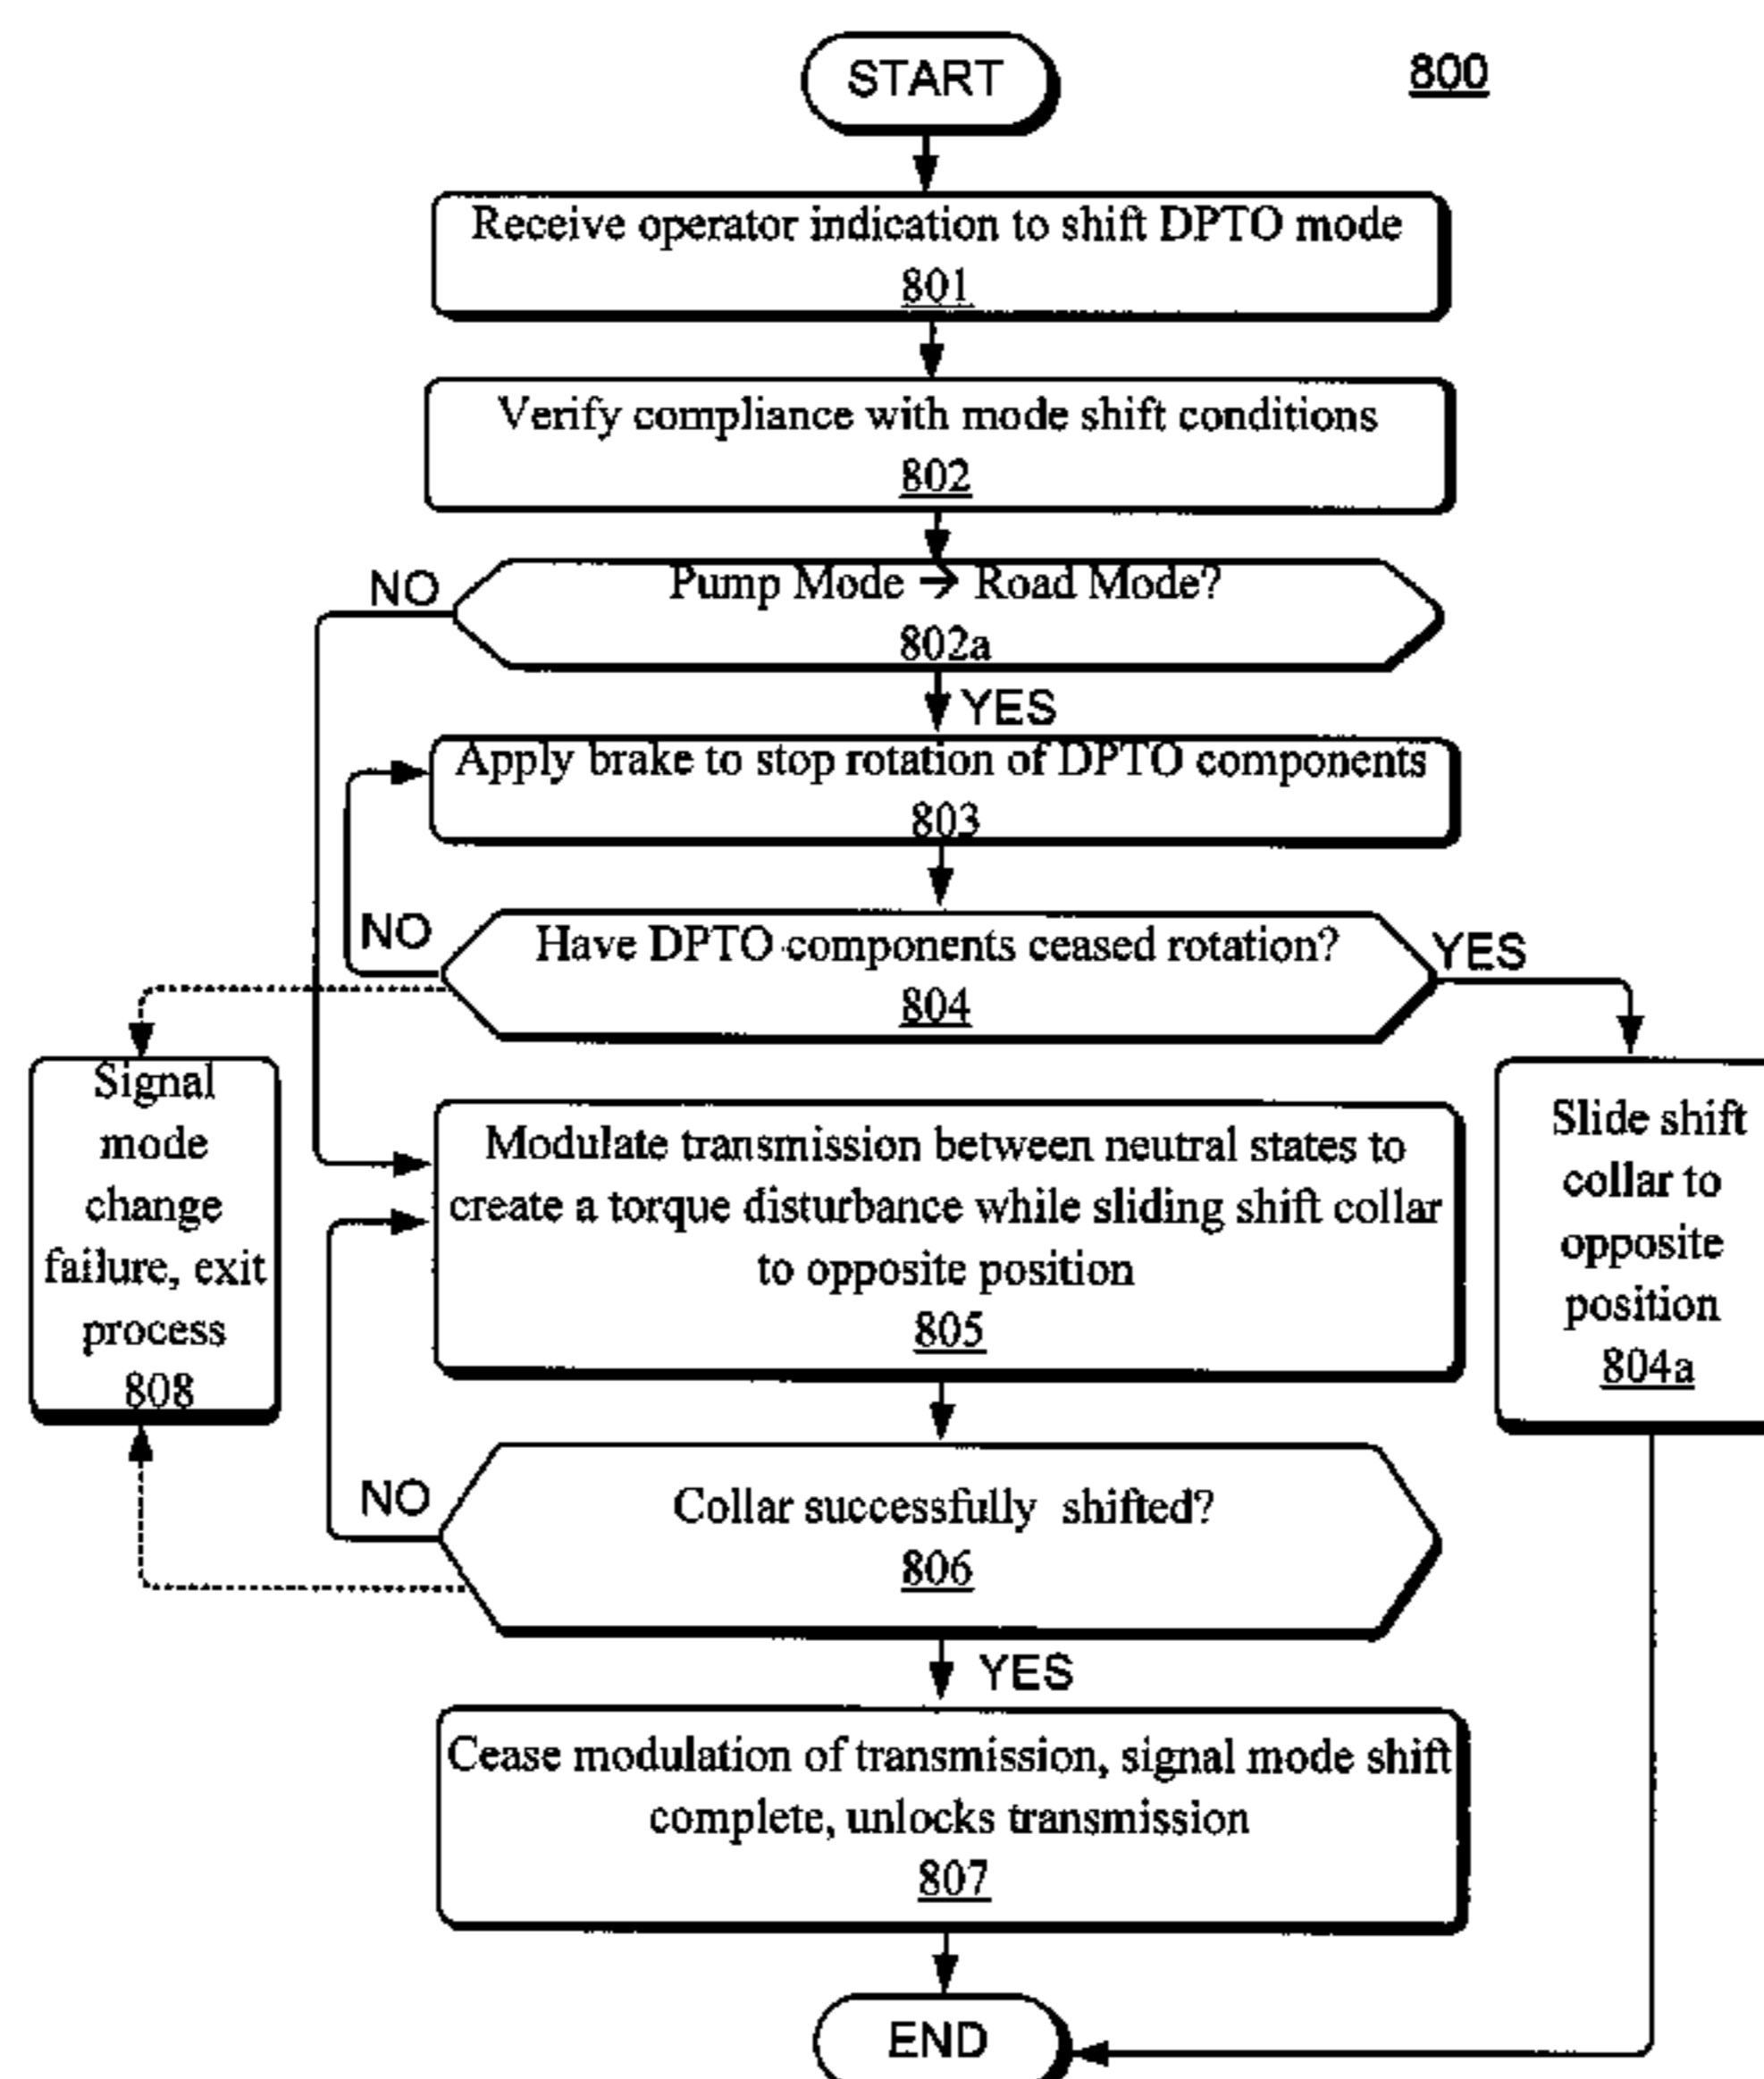 START
800
Receive operator indication to shift DPTO mode
801
Verify compliance with mode shift conditions
802
NO
Pump Mode → Road Mode?
802a
YES
Apply brake to stop rotation of DPTO components
803
NO
Have DPTO components ceased rotation?
804
YES
Signal
mode
change
failure, exit
process
808
Modulate transmission between neutral states to
create a torque disturbance while sliding shift collar
to opposite position
805
Slide shift
collar to
opposite
position
804a
NO
Collar successfully shifted?
806
YES
Cease modulation of transmission, signal mode shift
complete, unlocks transmission
807
END